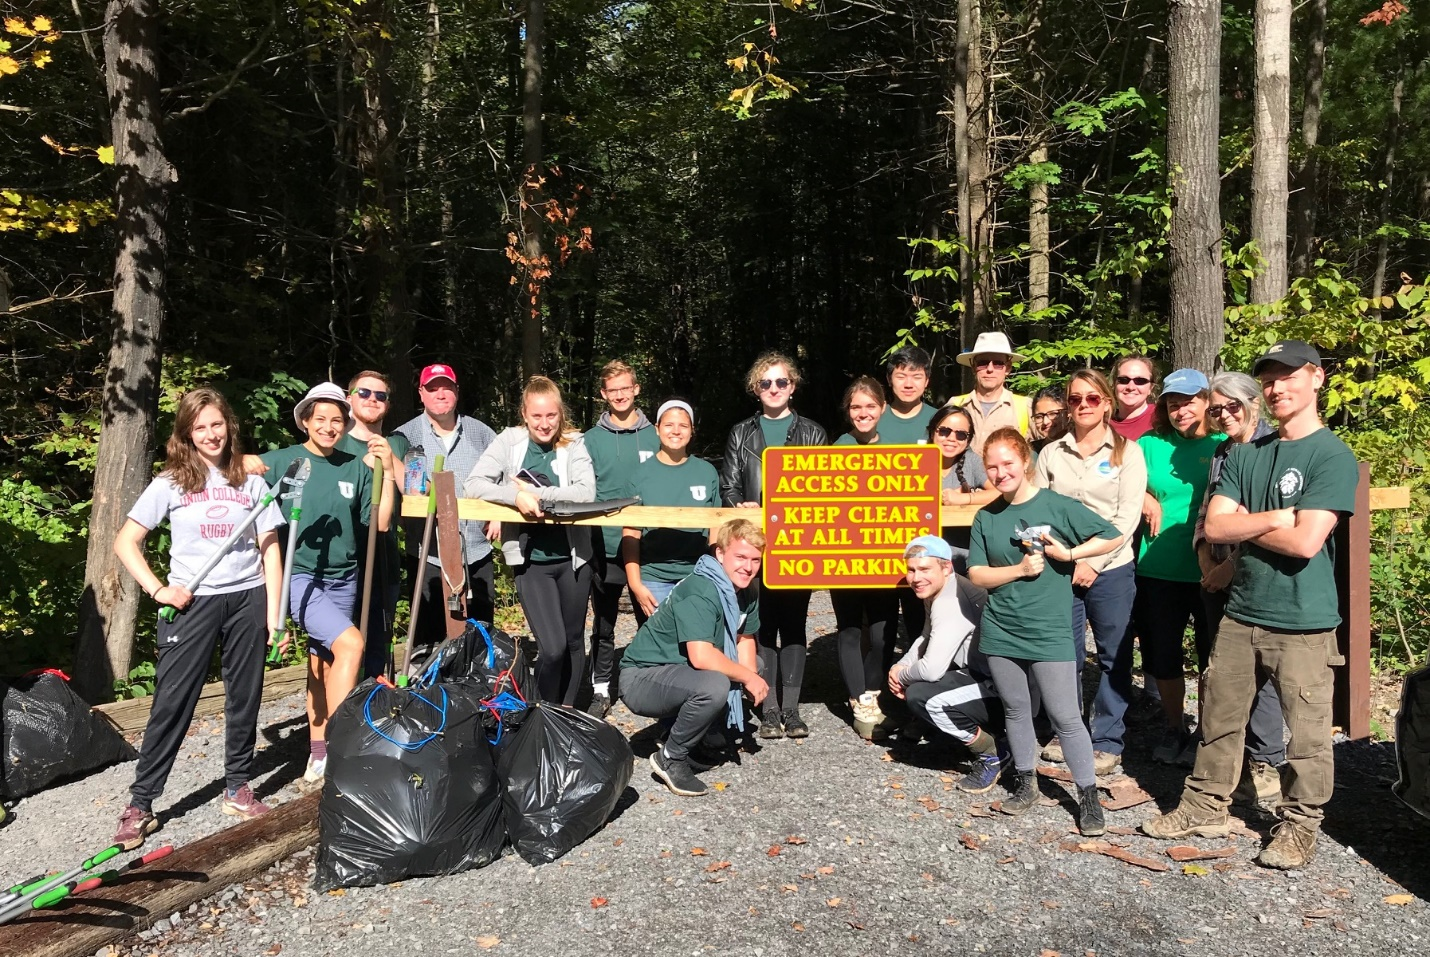 UNION COLLEGE
RUGBY
U
U
EMERGENCY
ACCESS ONLY
KEEP CLEAR
AT ALL TIMES
NO PARKING